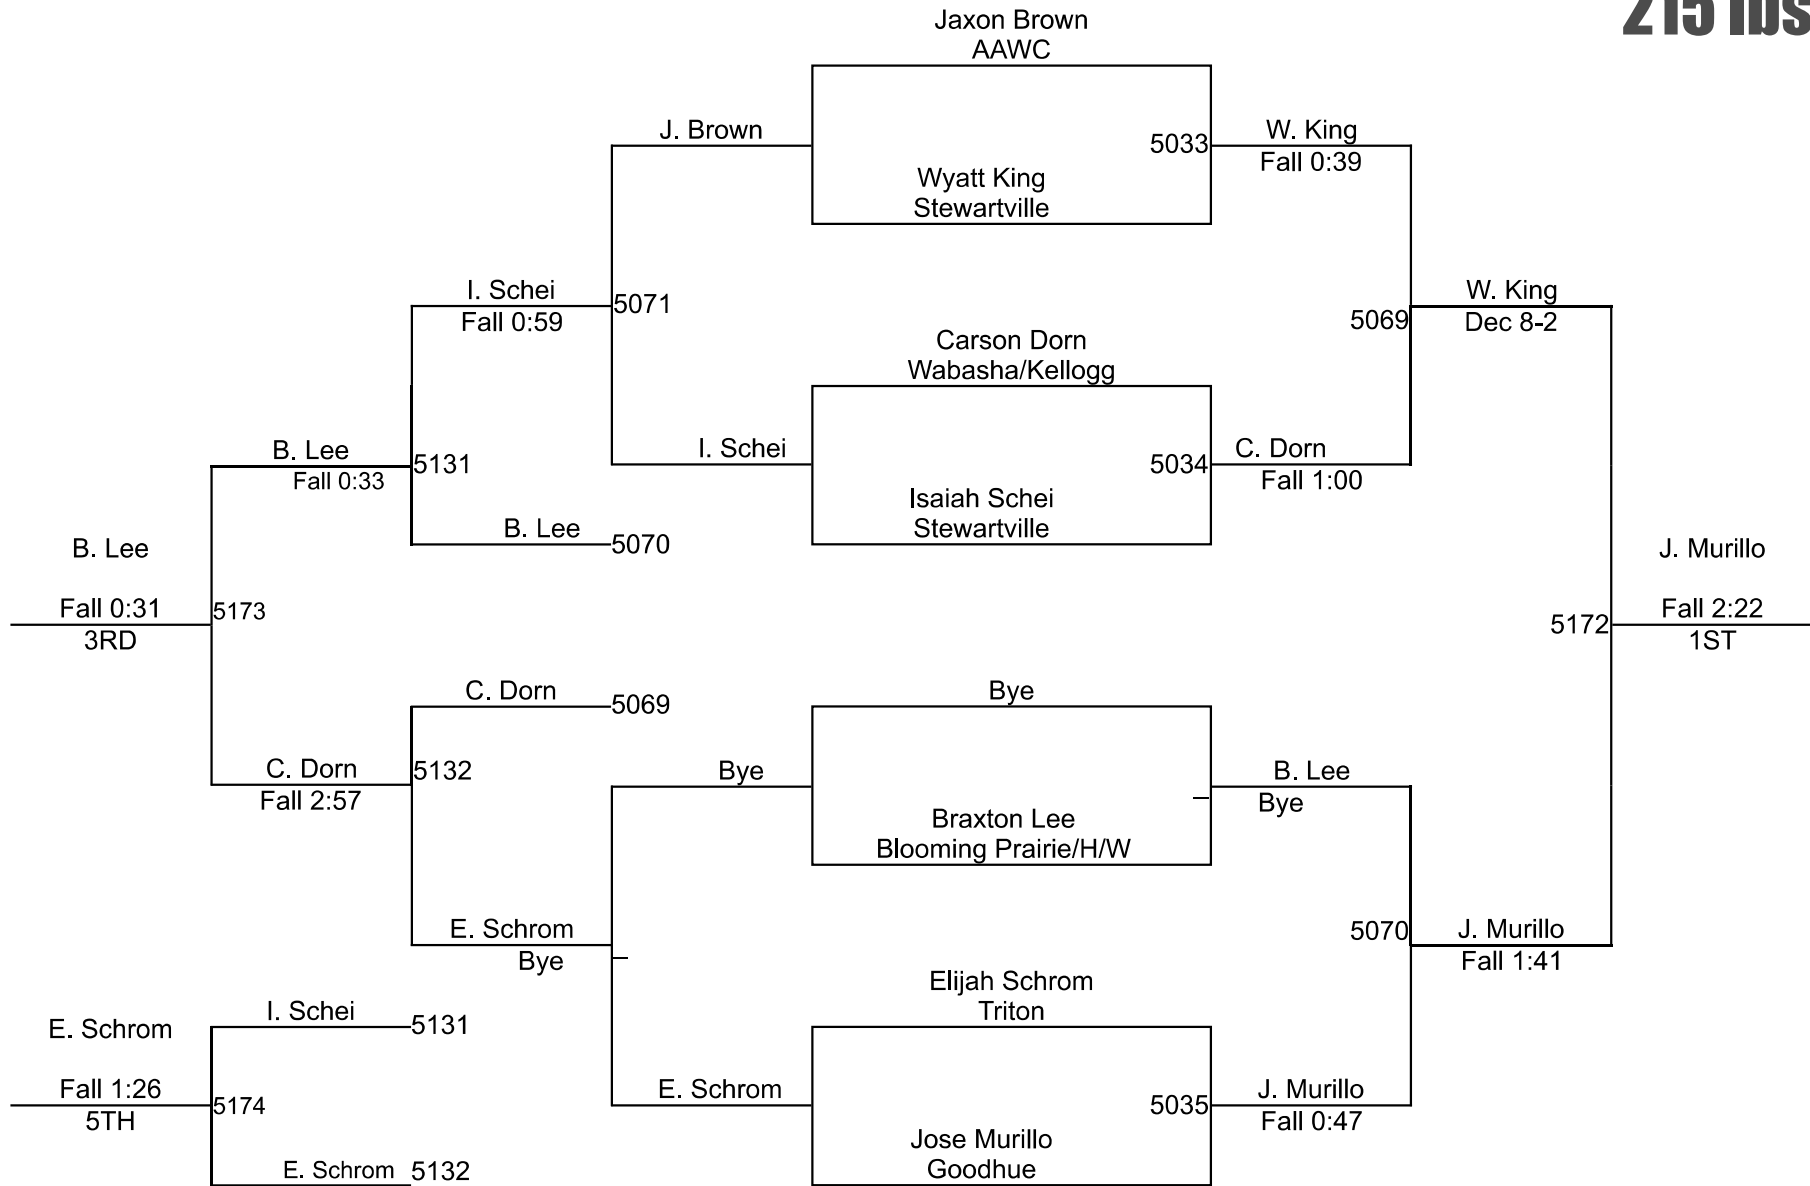 215 lbs
Jaxon Brown
AAWC
J. Brown
5033
W. King
Fall 0:39
Wyatt King
Stewartville
I. Schei
Fall 0:59
5071
W. King
Dec 8-2
5069
Carson Dorn
Wabasha/Kellogg
B. Lee
Fall 0:33
5131
I. Schei
5034
C. Dorn
Fall 1:00
Isaiah Schei
Stewartville
B. Lee
5070
B. Lee
Fall 0:31
3RD
5173
J. Murillo
Fall 2:22
1ST
5172
C. Dorn
5069
Bye
C. Dorn
Fall 2:57
5132
Bye
B. Lee
Bye
Braxton Lee
Blooming Prairie/H/W
E. Schrom
Bye
5070
J. Murillo
Fall 1:41
Elijah Schrom
Triton
I. Schei
5131
E. Schrom
Fall 1:26
5TH
5174
E. Schrom
5035
J. Murillo
Fall 0:47
Jose Murillo
Goodhue
E. Schrom
5132